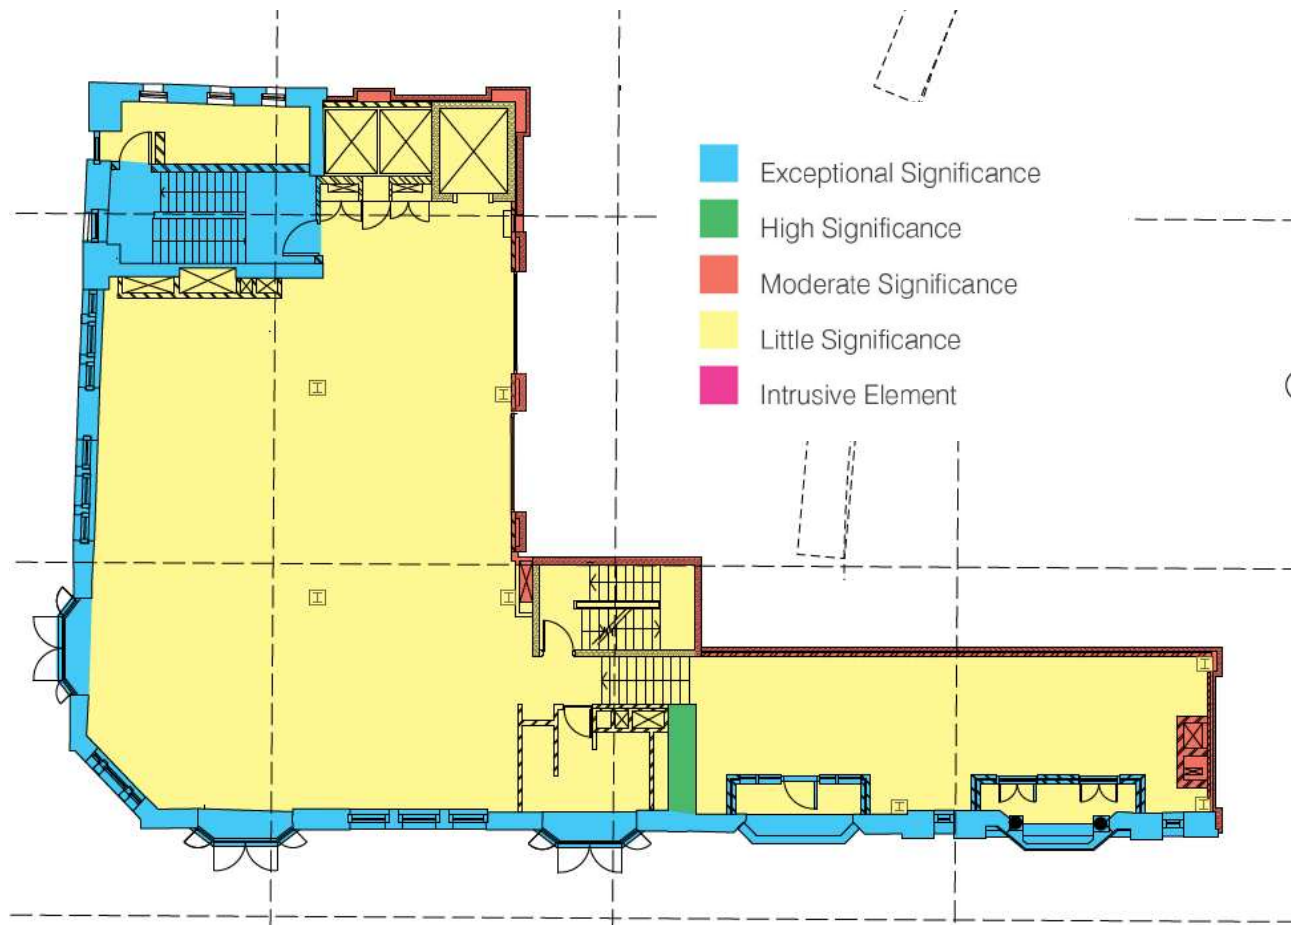 Exceptional Significance
High Significance
Moderate Significance
Little Significance
Intrusive Element